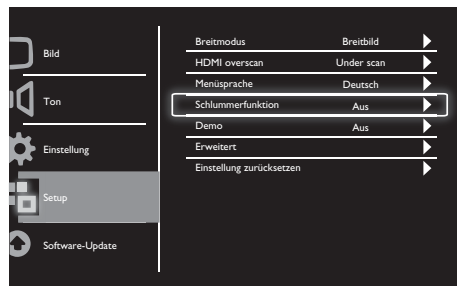 Bild
Ton
Einstellung
Setup
Software-Update
Breitmodus Breitbild
HDMI overscan Under scan
Menüsprache Deutsch
Schlummerfunktion Aus
Demo Aus
Erweitert
Einstellung zurücksetzen